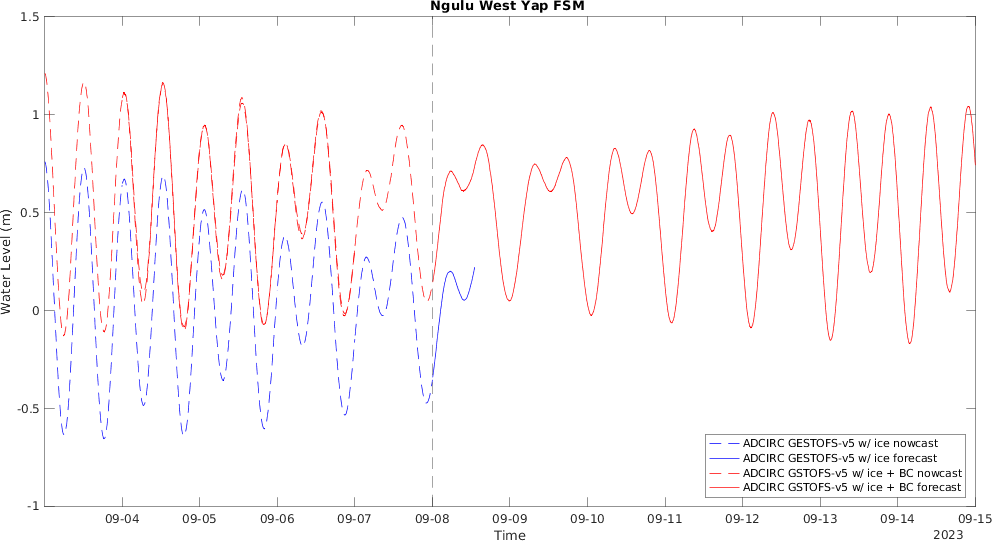 Ngulu West Yap FSM
Water Level (m)
1.5
1
0.5
0
-0.5
-1
ADCIRC GESTOFS-v5 w/ ice nowcast
ADCIRC GESTOFS-v5 w/ ice forecast
ADCIRC GSTOFS-v5 w/ ice + BC nowcast
ADCIRC GSTOFS-v5 w/ ice + BC forecast
09-04 09-05 09-06 09-07 09-08 09-09 09-10 09-11 09-12 09-13 09-14 09-15
Time
2023